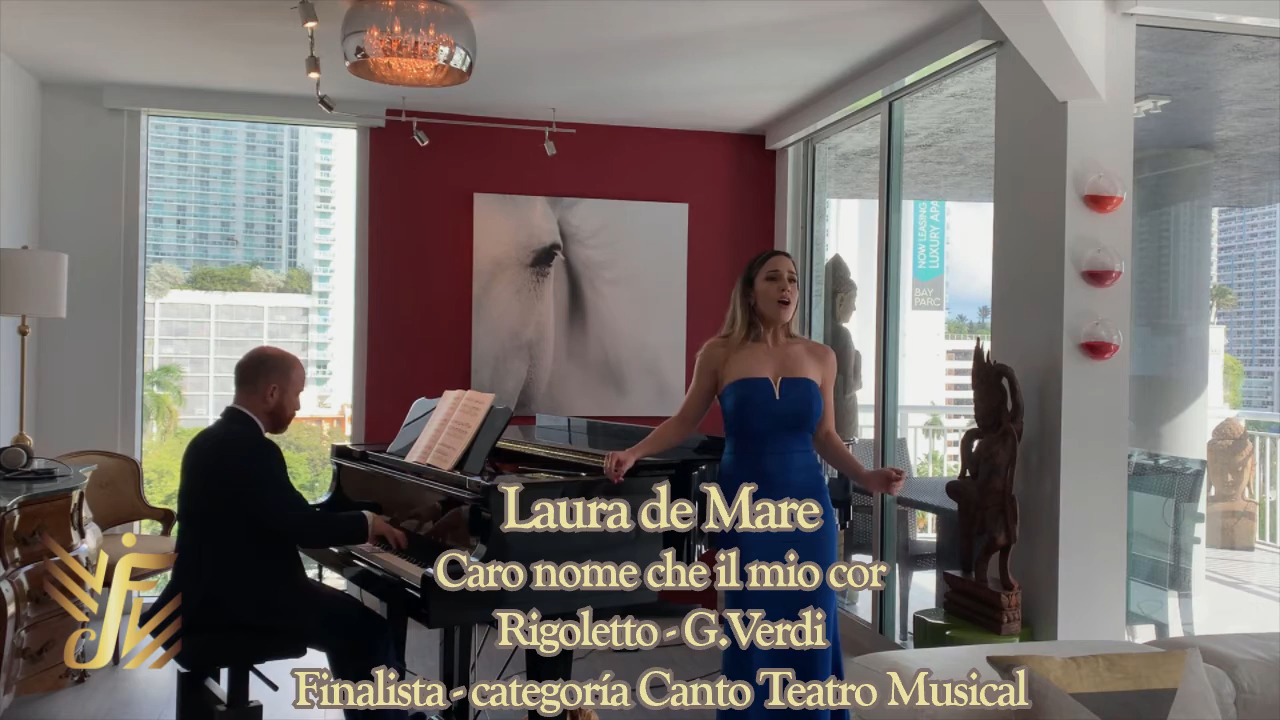 NOW LEASING
LUXURY APA
BAY
PARC
Laura de Mare
Caro nome che il mio cor
Rigoletto - G.Verdi
Finalista - categoría Canto Teatro Musical